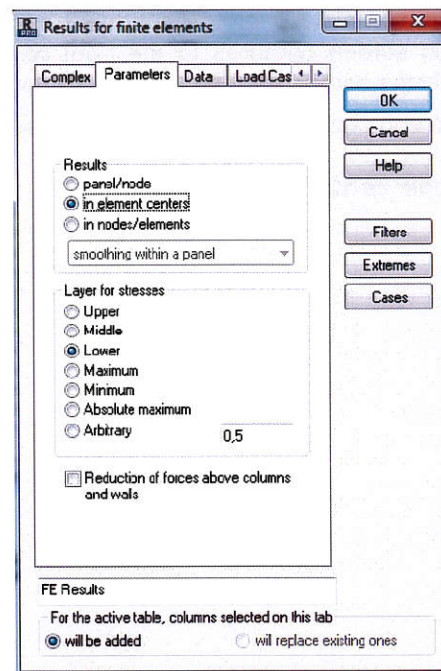 R
PRO
Results for finite elements
Complex
Parameters
Data
Load Cas
OK
Cancel
Help
Results
panel/node
in element centers
in nodes/elements
smoothing within a panel
Filters
Extremes
Cases
Layer for stresses
Upper
Middle
Lower
Maximum
Minimum
Absolute maximum
Arbitrary
0,5
Reduction of forces above columns
and walls
FE Results
For the active table, columns selected on this tab
will be added
will replace existing ones